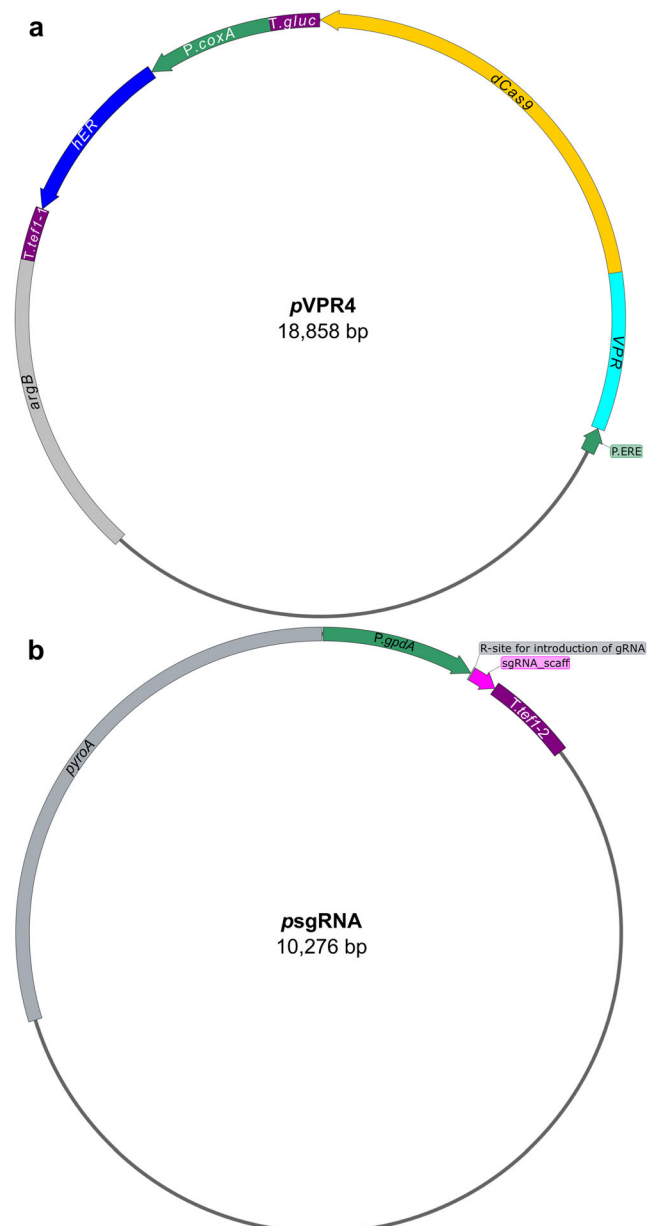 a
T.gluc
P.coxA
dCas9
hER
T.tef1-1
pVPR4
18,858 bp
VPR
argB
P.ERE
b
P.gpdA
R-site for introduction of gRNA
sgRNA_scaff
T.tef1-2
pyroA
psgRNA
10,276 bp